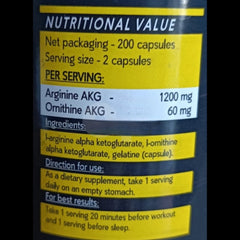 NUTRITIONAL VALUE
Net packaging - 200 capsules
Serving size - 2 capsules
PER SERVING:
Arginine AKG - 1200 mg
Ornithine AKG - 60 mg
Ingredients:
l-arginine alpha ketoglutarate, l-ornithine
alpha ketoglutarate, gelatine (capsule).
Direction for use:
As a dietary supplement, take 1 serving
daily on an empty stomach.
For best results:
Take 1 serving 20 minutes before workout
and 1 serving before sleep.